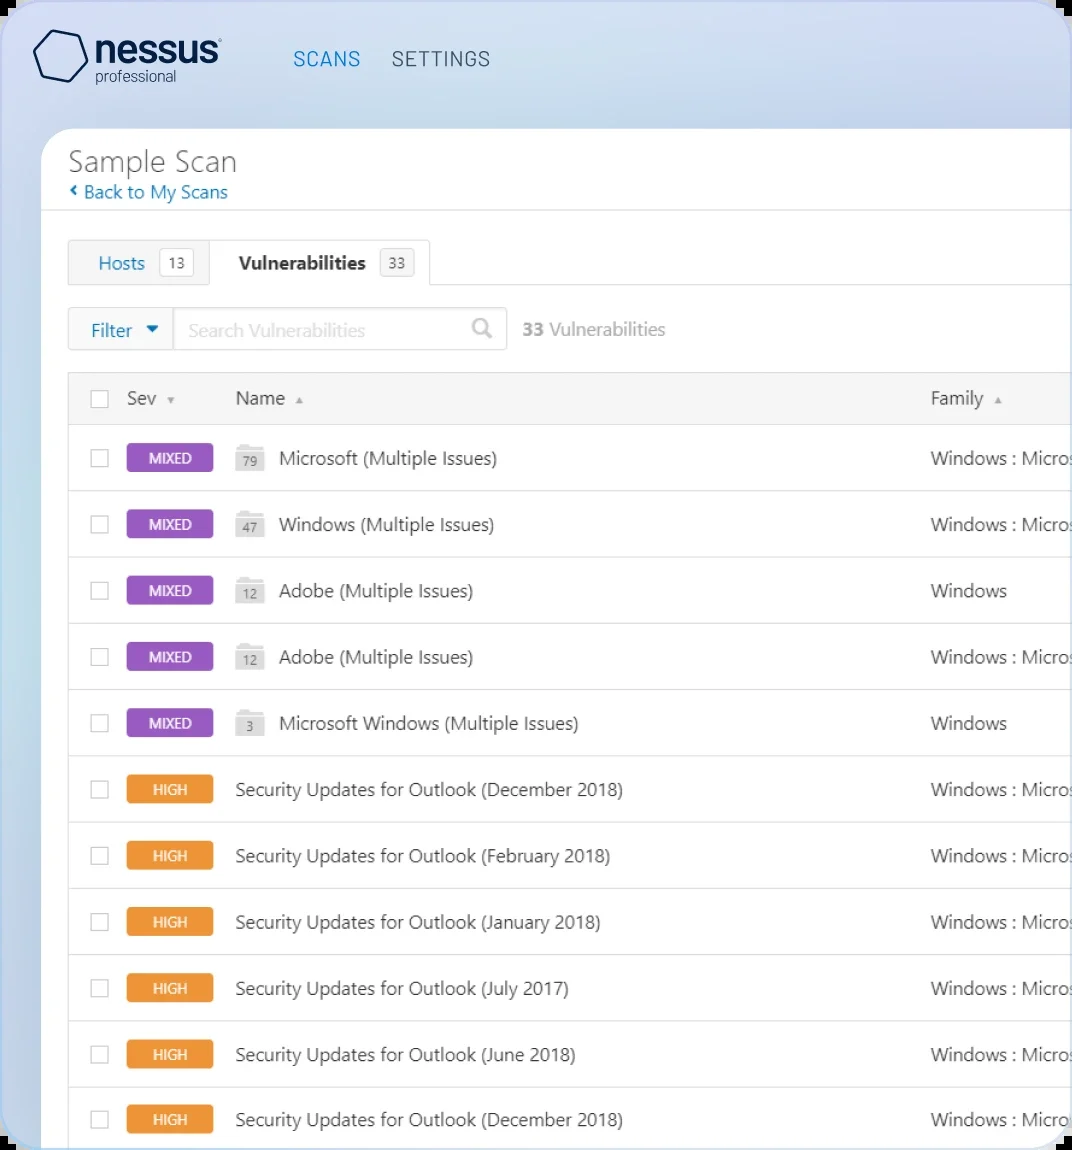 nessus
professional
SCANS SETTINGS
Sample Scan
Back to My Scans
Hosts 13 Vulnerabilities 33
Filter Search Vulnerabilities 33 Vulnerabilities
Sev Name Family
MIXED 79 Microsoft (Multiple Issues) Windows : Micros
MIXED 47 Windows (Multiple Issues) Windows : Micros
MIXED 12 Adobe (Multiple Issues) Windows
MIXED 12 Adobe (Multiple Issues) Windows : Micros
MIXED 3 Microsoft Windows (Multiple Issues) Windows
HIGH Security Updates for Outlook (December 2018) Windows : Micros
HIGH Security Updates for Outlook (February 2018) Windows : Micros
HIGH Security Updates for Outlook (January 2018) Windows : Micros
HIGH Security Updates for Outlook (July 2017) Windows : Micros
HIGH Security Updates for Outlook (June 2018) Windows : Micros
HIGH Security Updates for Outlook (December 2018) Windows : Micro